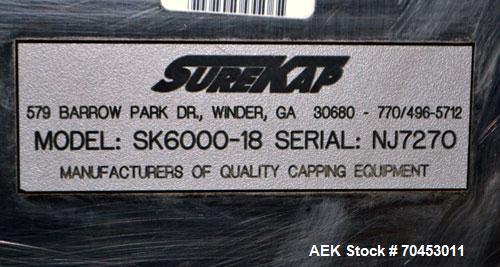 SUREKAP
579 BARROW PARK DR., WINDER, GA 30680 - 770/496-5712
MODEL: SK6000-18 SERIAL: NJ7270
MANUFACTURERS OF QUALITY CAPPING EQUIPMENT
AEK Stock # 70453011